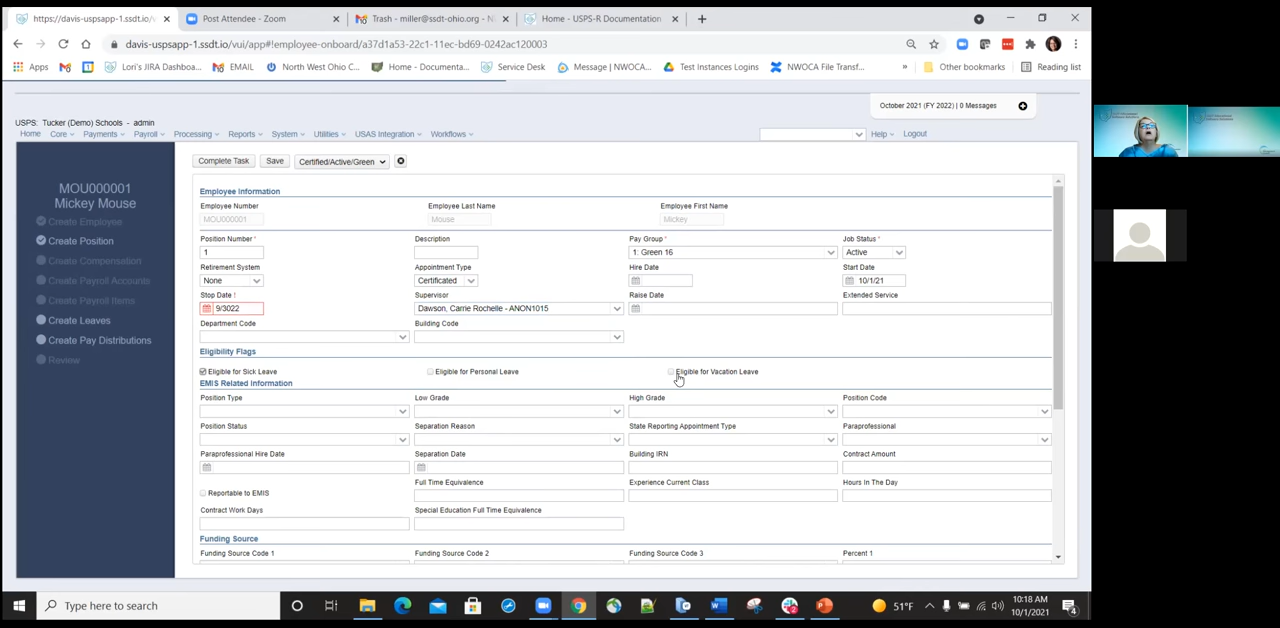 https://davis-uspsapp-1.ssdt.io/vui/
Post Attendee - Zoom
Trash - miller@ssdt-ohio.org - N
Home - USPS-R Documentation
davis-uspsapp-1.ssdt.io/vui/app#!employee-onboard/a37d1a53-22c1-11ec-bd69-0242ac120003
Apps
Lori's JIRA Dashboa...
EMAIL
North West Ohio C...
Home - Documenta...
Service Desk
Message | NWOCA...
Test Instances Logins
NWOCA File Transf...
Other bookmarks
Reading list
October 2021 (FY 2022) | 0 Messages
USPS: Tucker (Demo) Schools - admin
Home Core Payments Payroll Processing Reports System Utilities USAS Integration Workflows Help Logout
MOU000001
Mickey Mouse
Create Employee
Create Position
Create Compensation
Create Payroll Accounts
Create Payroll Items
Create Leaves
Create Pay Distributions
Review
Complete Task Save Certified/Active/Green
Employee Information
Employee Number Employee Last Name Employee First Name
MOU000001 Mouse Mickey
Position Number * Description Pay Group * Job Status *
1 1: Green 16 Active
Retirement System Appointment Type Hire Date Start Date
None Certificated 10/1/21
Stop Date ! Supervisor Raise Date Extended Service
9/3022 Dawson, Carrie Rochelle - ANON1015
Department Code Building Code
Eligibility Flags
Eligible for Sick Leave Eligible for Personal Leave Eligible for Vacation Leave
EMIS Related Information
Position Type Low Grade High Grade Position Code
Position Status Separation Reason State Reporting Appointment Type Paraprofessional
Paraprofessional Hire Date Separation Date Building IRN Contract Amount
Reportable to EMIS Full Time Equivalence Experience Current Class Hours In The Day
Contract Work Days Special Education Full Time Equivalence
Funding Source
Funding Source Code 1 Funding Source Code 2 Funding Source Code 3 Percent 1
Type here to search
51°F
10:18 AM
10/1/2021
4